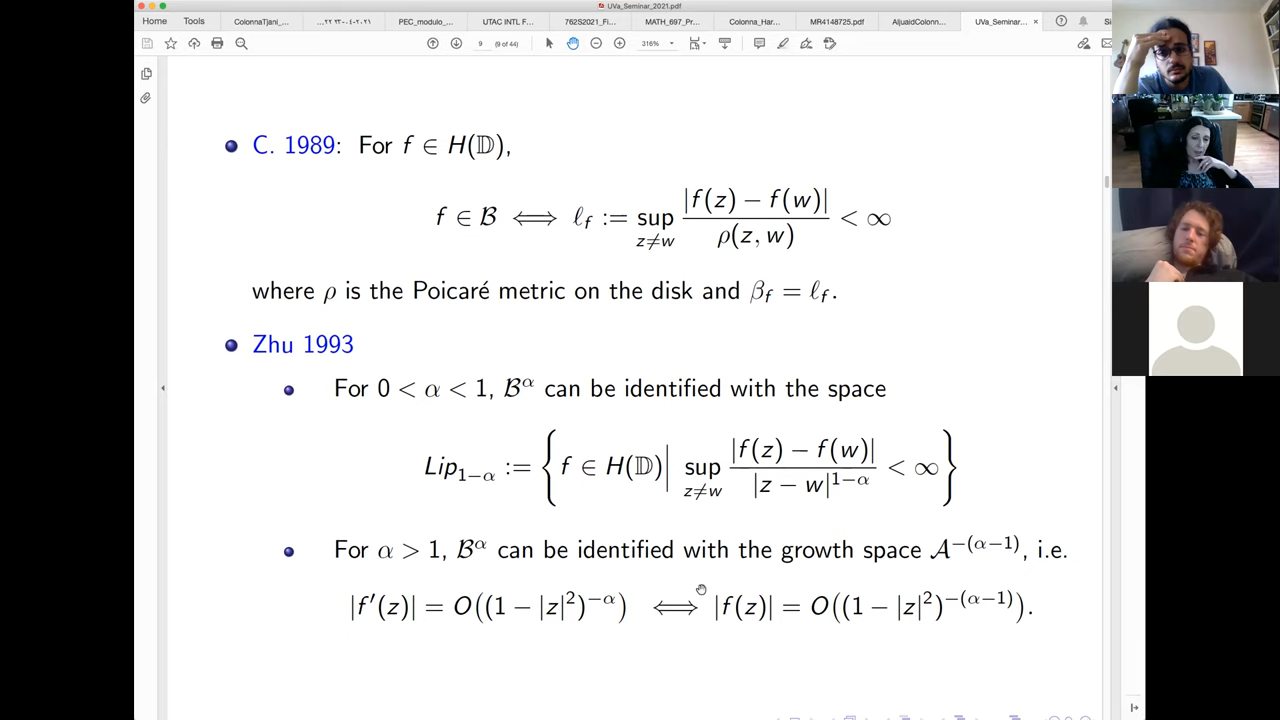 UVa_Seminar_2021.pdf
Home Tools ColonnaTjani_... PEC_modulo_... UTAC INTL F... 762S2021_Fi... MATH_697_Pr... Colonna_Har... MR4148725.pdf AljuaidColonn... UVa_Seminar... ×
9 (9 of 44) 316%
C. 1989: For f ∈ H(𝔻),
f ∈ ℬ ⟺ ℓ_f := sup_{z≠w} |f(z) − f(w)| / ρ(z, w) < ∞
where ρ is the Poicaré metric on the disk and β_f = ℓ_f.
Zhu 1993
For 0 < α < 1, ℬ^α can be identified with the space
Lip_{1−α} := { f ∈ H(𝔻) | sup_{z≠w} |f(z) − f(w)| / |z − w|^{1−α} < ∞ }
For α > 1, ℬ^α can be identified with the growth space 𝒜^{−(α−1)}, i.e.
|f′(z)| = O((1 − |z|²)^{−α}) ⟺ |f(z)| = O((1 − |z|²)^{−(α−1)}).